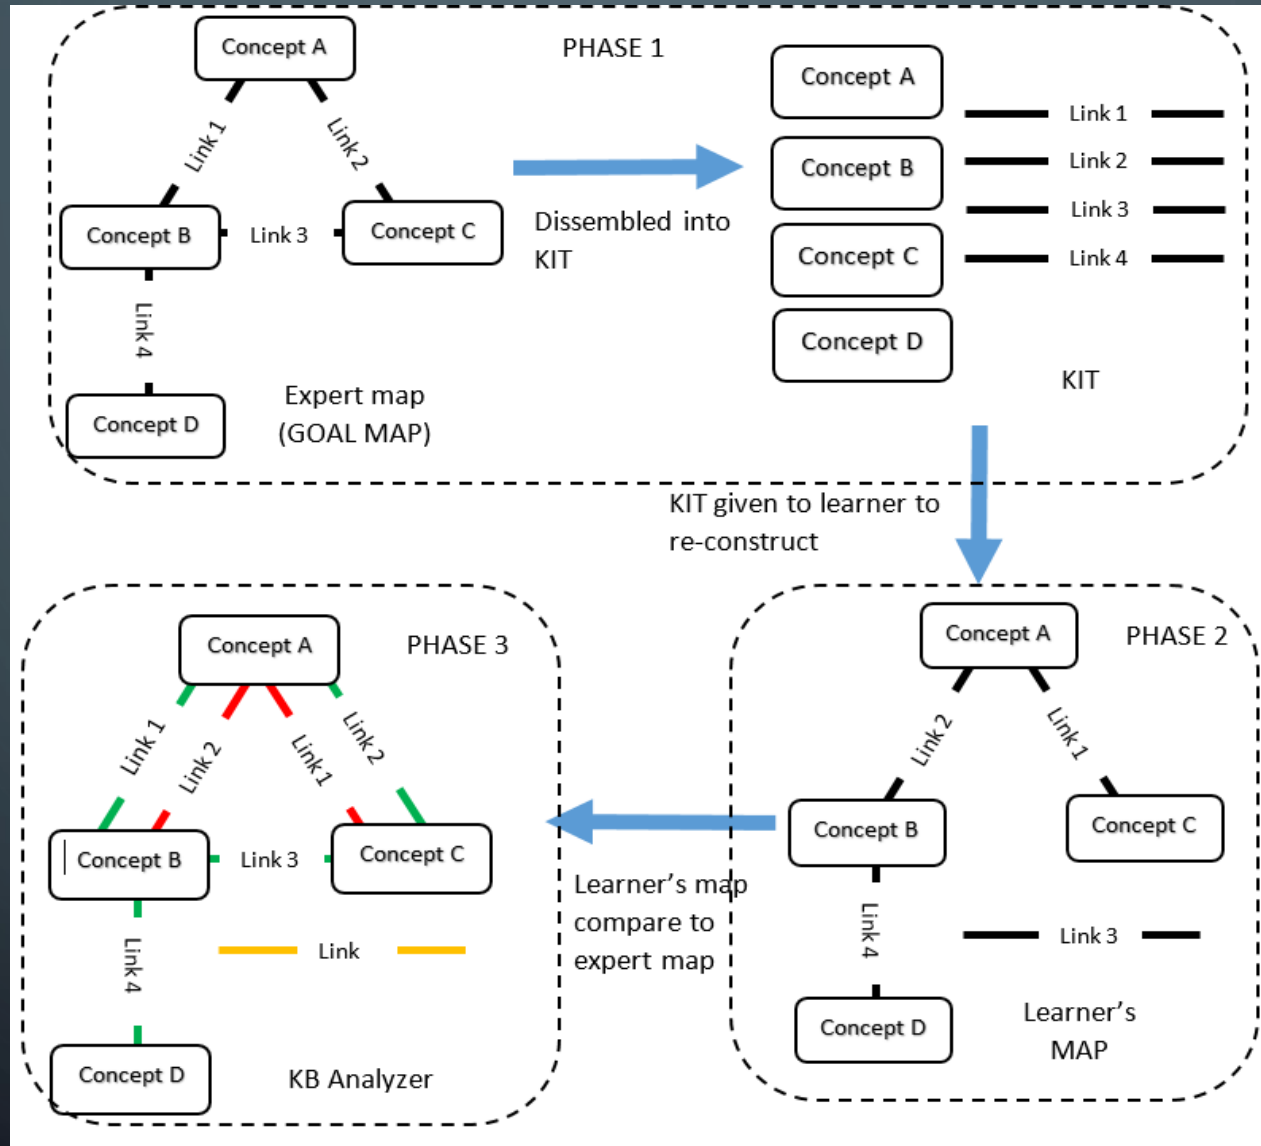 PHASE 1
Concept A
Link 1
Link 2
Concept B
Link 3
Concept C
Link 4
Concept D
Expert map
(GOAL MAP)
Dissembled into
KIT
Concept A
Concept B
Concept C
Concept D
Link 1
Link 2
Link 3
Link 4
KIT
KIT given to learner to
re-construct
PHASE 2
Concept A
Link 2
Link 1
Concept B
Concept C
Link 4
Link 3
Concept D
Learner's
MAP
Learner's map
compare to
expert map
PHASE 3
Concept A
Link 1
Link 2
Link1
Link 2
Concept B
Link 3
Concept C
Link 4
Link
Concept D
KB Analyzer